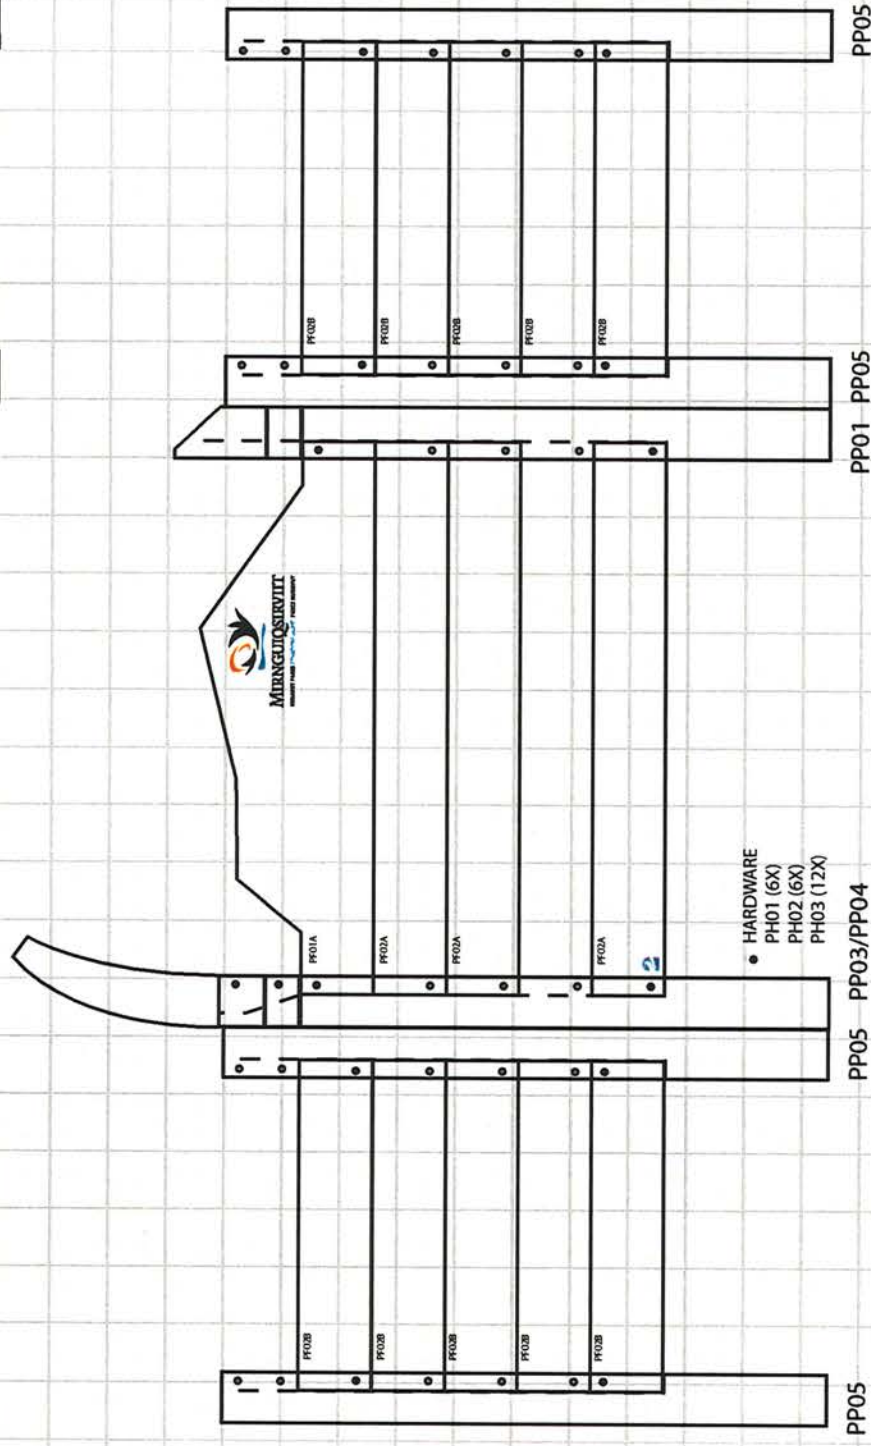 MIRNGUIQSIRVIIT
PF02B
PF02B
PF02B
PF02B
PF02B
PF01A
PF02A
PF02A
PF02A
2
PF02B
PF02B
PF02B
PF02B
PF02B
HARDWARE
PH01 (6X)
PH02 (6X)
PH03 (12X)
PP05
PP05
PP03/PP04
PP01
PP05
PP05